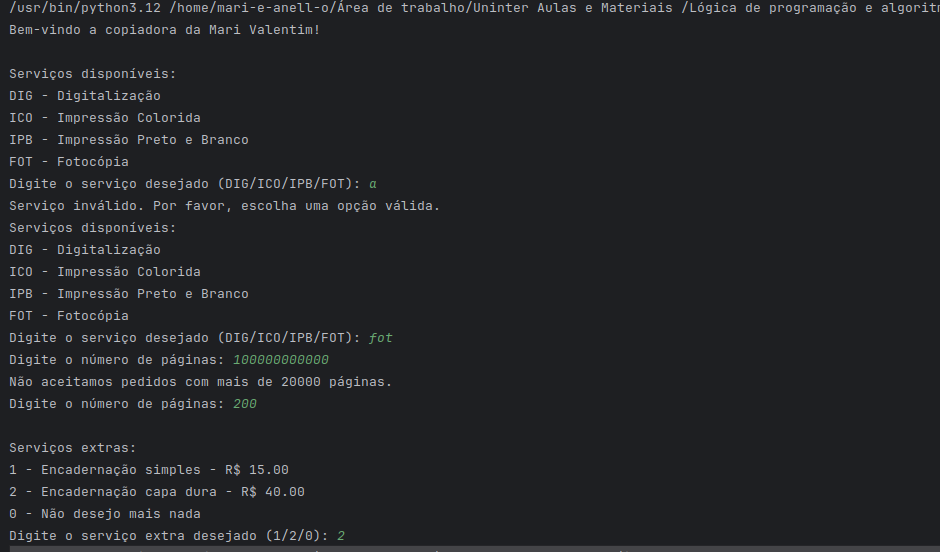 /usr/bin/python3.12 /home/mari-e-anell-o/Área de trabalho/Uninter Aulas e Materiais /Lógica de programação e
Bem-vindo a copiadora da Mari Valentim!
Serviços disponíveis:
DIG - Digitalização
ICO - Impressão Colorida
IPB - Impressão Preto e Branco
FOT - Fotocópia
Digite o serviço desejado (DIG/ICO/IPB/FOT): a
Serviço inválido. Por favor, escolha uma opção válida.
Serviços disponíveis:
DIG - Digitalização
ICO - Impressão Colorida
IPB - Impressão Preto e Branco
FOT - Fotocópia
Digite o serviço desejado (DIG/ICO/IPB/FOT): fot
Digite o número de páginas: 100000000000
Não aceitamos pedidos com mais de 20000 páginas.
Digite o número de páginas: 200
Serviços extras:
1 - Encadernação simples - R$ 15.00
2 - Encadernação capa dura - R$ 40.00
0 - Não desejo mais nada
Digite o serviço extra desejado (1/2/0): 2